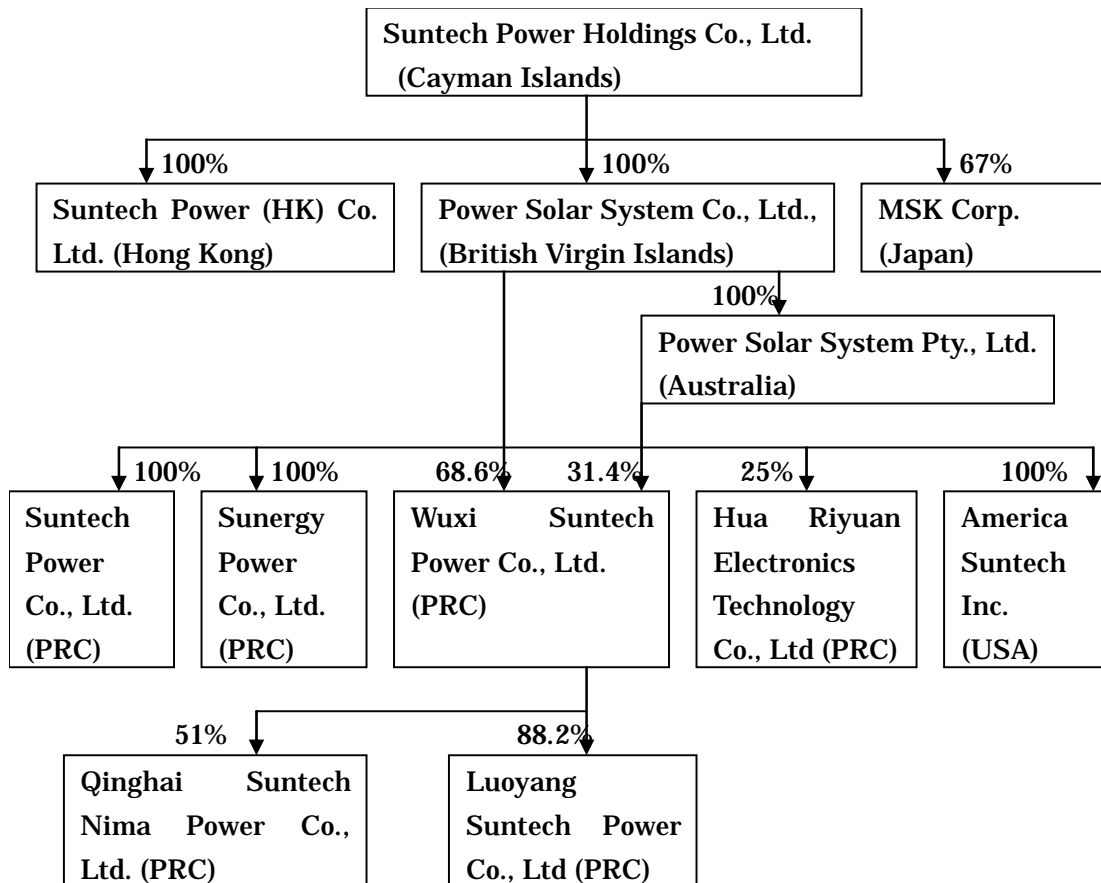 Suntech Power Holdings Co., Ltd.
(Cayman Islands)
100%
100%
67%
Suntech Power (HK) Co.
Ltd. (Hong Kong)
Power Solar System Co., Ltd.,
(British Virgin Islands)
MSK Corp.
(Japan)
100%
Power Solar System Pty., Ltd.
(Australia)
100%
100%
68.6%
31.4%
25%
100%
Suntech
Power
Co., Ltd.
(PRC)
Sunergy
Power
Co., Ltd.
(PRC)
Wuxi Suntech
Power Co., Ltd.
(PRC)
Hua Riyuan
Electronics
Technology
Co., Ltd (PRC)
America
Suntech
Inc.
(USA)
51%
88.2%
Qinghai Suntech
Nima Power Co.,
Ltd. (PRC)
Luoyang
Suntech Power
Co., Ltd (PRC)